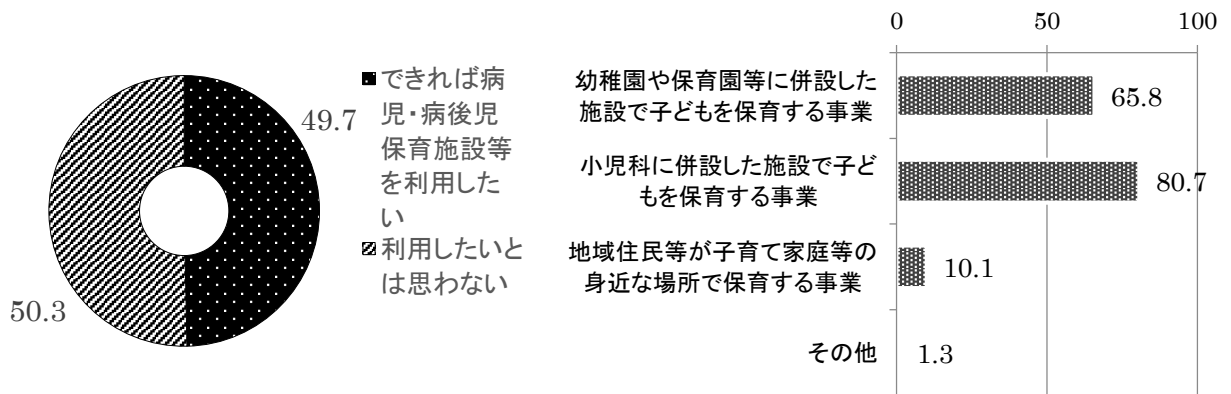 49.7
50.3
できれば病
児・病後児
保育施設等
を利用した
い
利用したいと
は思わない
0 50 100
幼稚園や保育園等に併設した
施設で子どもを保育する事業
65.8
小児科に併設した施設で子ど
もを保育する事業
80.7
地域住民等が子育て家庭等の
身近な場所で保育する事業
10.1
その他
1.3